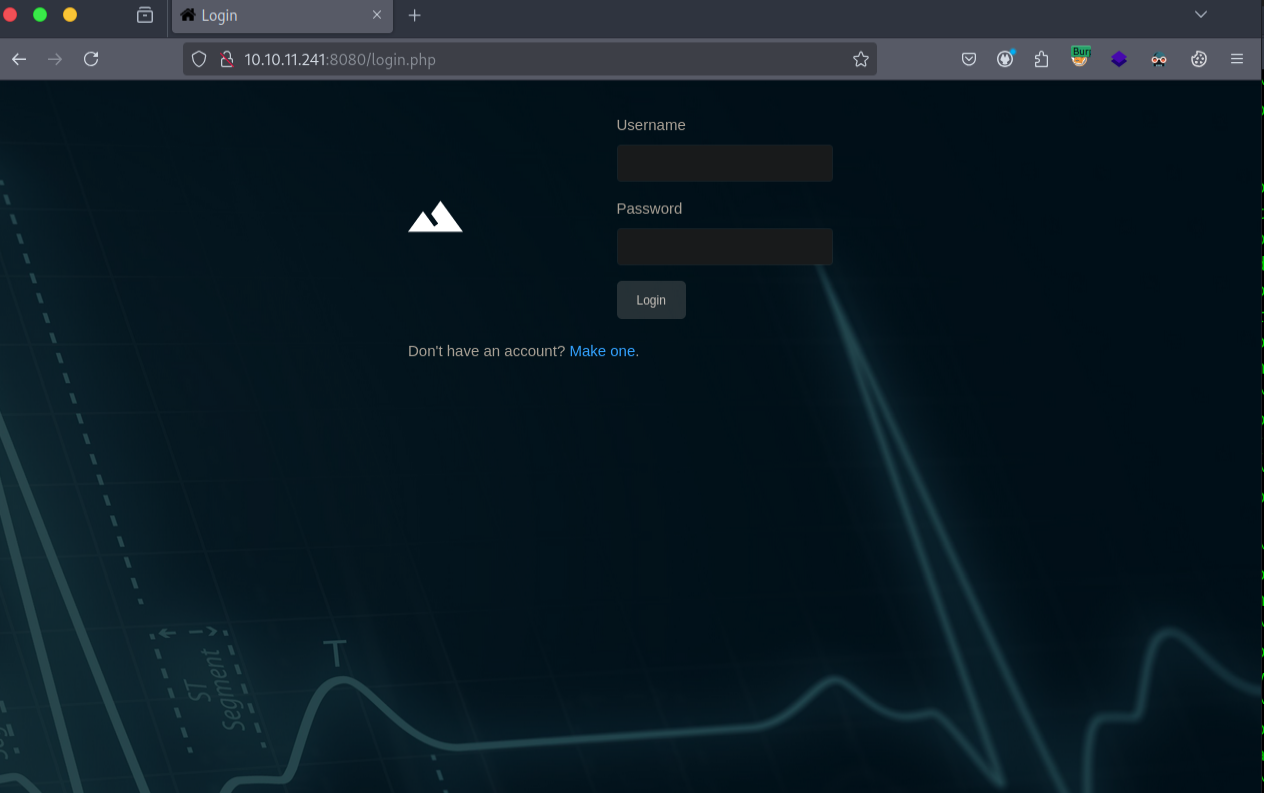 Login
10.10.11.241:8080/login.php
Burp
Username
Password
Login
Don't have an account? Make one.
T
ST
Segment